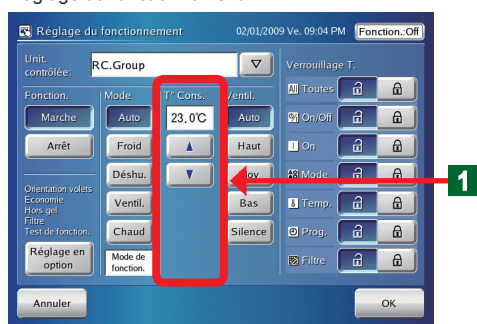 Réglage du fonctionnement 02/01/2009 Ve. 09:04 PM Fonction.:Off
Unit.
contrôlée: RC.Group
Verrouillage T.
Fonction. Mode T° Cons. Ventil.
All Toutes
Marche Auto 23.0℃ Auto
On/Off
Arrêt Froid Haut
On
Déshu.
Mode
Orientation volets
Economie
Hors gel
Filtre
Test de fonction.
Ventil. Bas
Temp.
Chaud Silence
Prog.
Réglage en
option
Mode de
fonction.
Filtre
1
Annuler OK